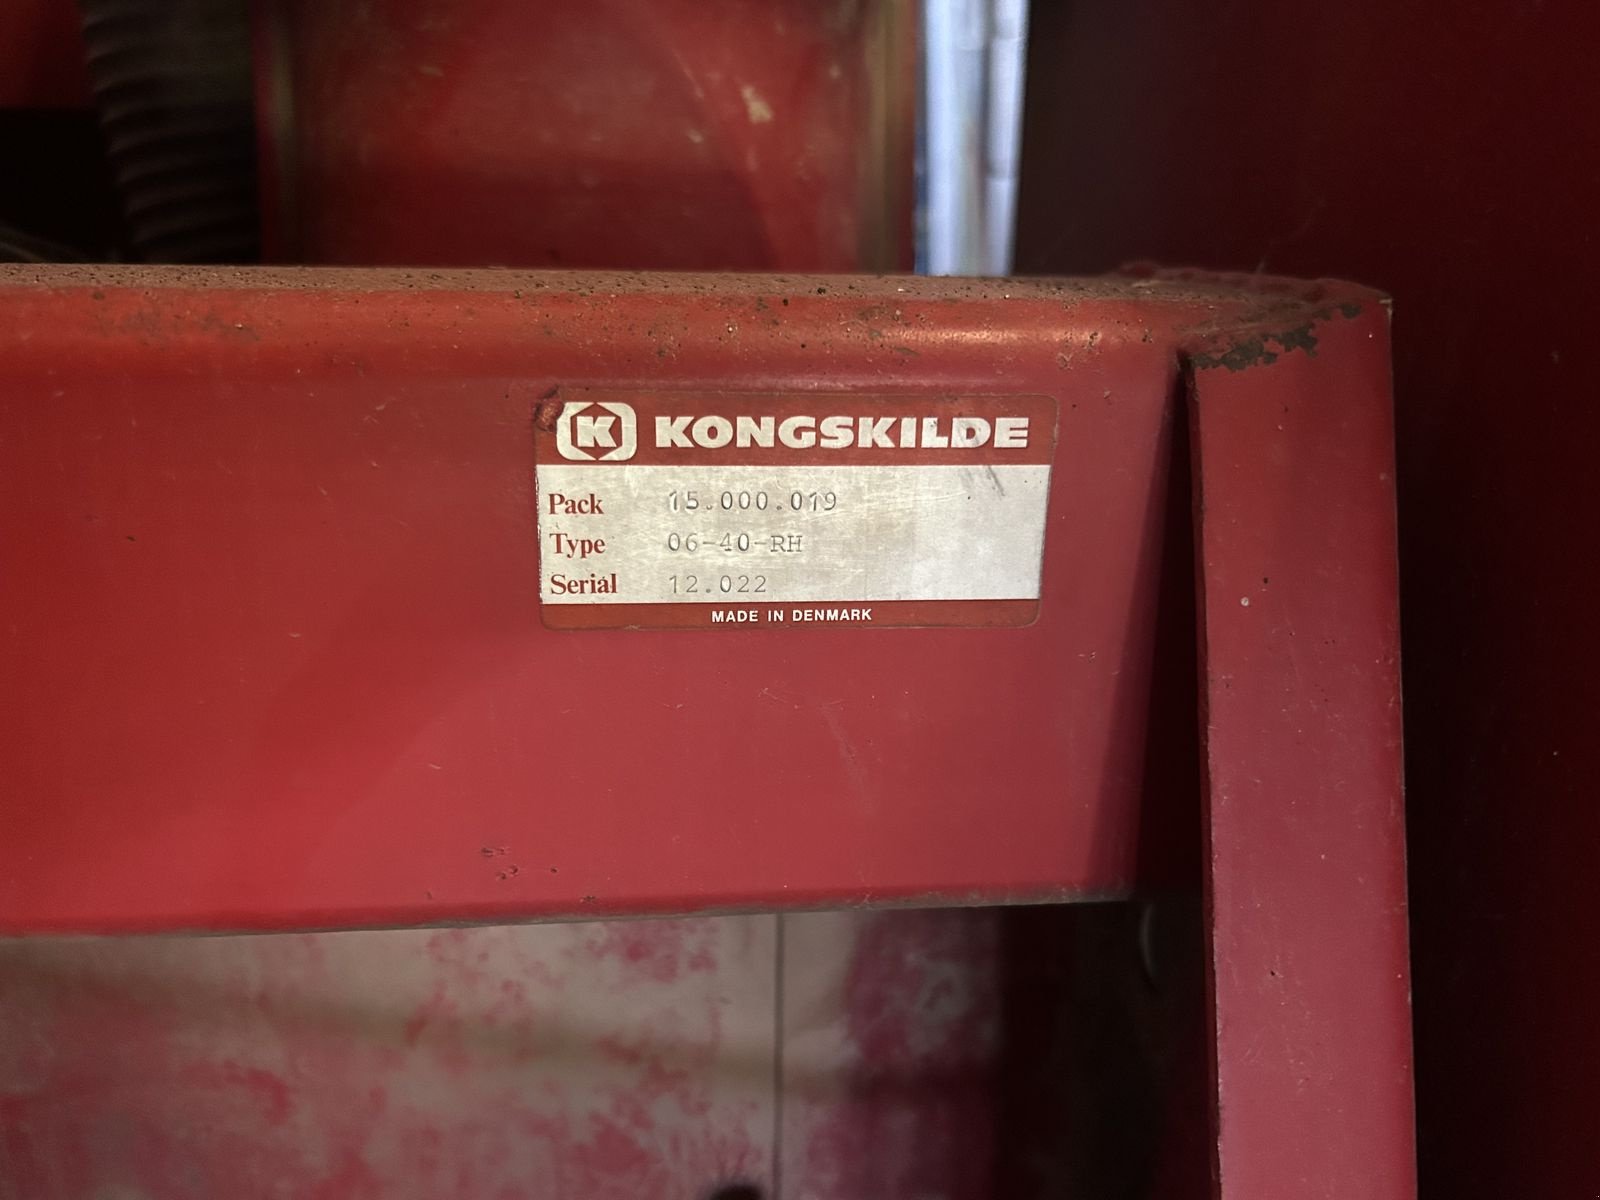 K KONGSKILDE
Pack 15.000.019
Type 06-40-RH
Serial 12.022
MADE IN DENMARK